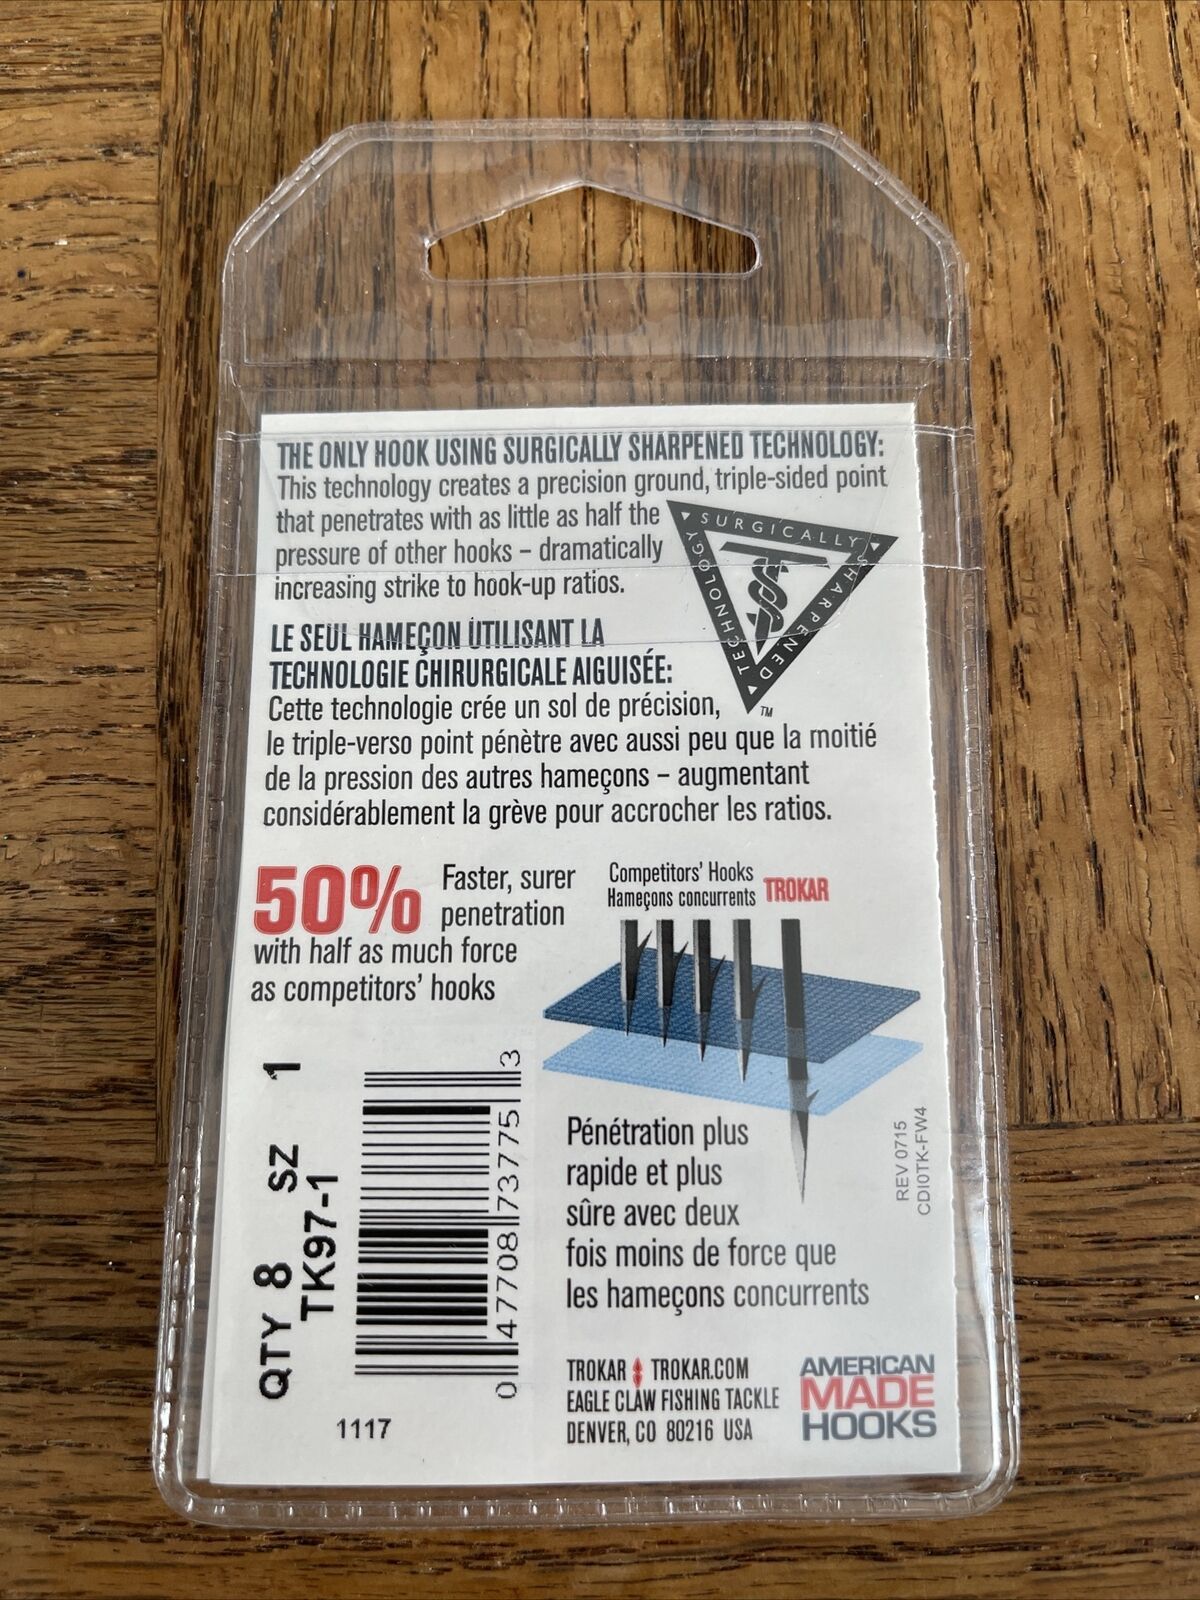 THE ONLY HOOK USING SURGICALLY SHARPENED TECHNOLOGY:
This technology creates a precision ground, triple-sided point
that penetrates with as little as half the
pressure of other hooks – dramatically
increasing strike to hook-up ratios.
SURGICALLY SHARPENED TECHNOLOGY
TM
LE SEUL HAMEÇON UTILISANT LA
TECHNOLOGIE CHIRURGICALE AIGUISÉE:
Cette technologie crée un sol de précision,
le triple-verso point pénètre avec aussi peu que la moitié
de la pression des autres hameçons – augmentant
considérablement la grève pour accrocher les ratios.
50% Faster, surer
penetration
with half as much force
as competitors' hooks
Competitors' Hooks
Hameçons concurrents
TROKAR
Pénétration plus
rapide et plus
sûre avec deux
fois moins de force que
les hameçons concurrents
QTY 8 SZ 1
TK97-1
0 47708 73775 3
1117
REV 0715
CDI0TK-FW4
TROKAR TROKAR.COM
EAGLE CLAW FISHING TACKLE
DENVER, CO 80216 USA
AMERICAN
MADE
HOOKS